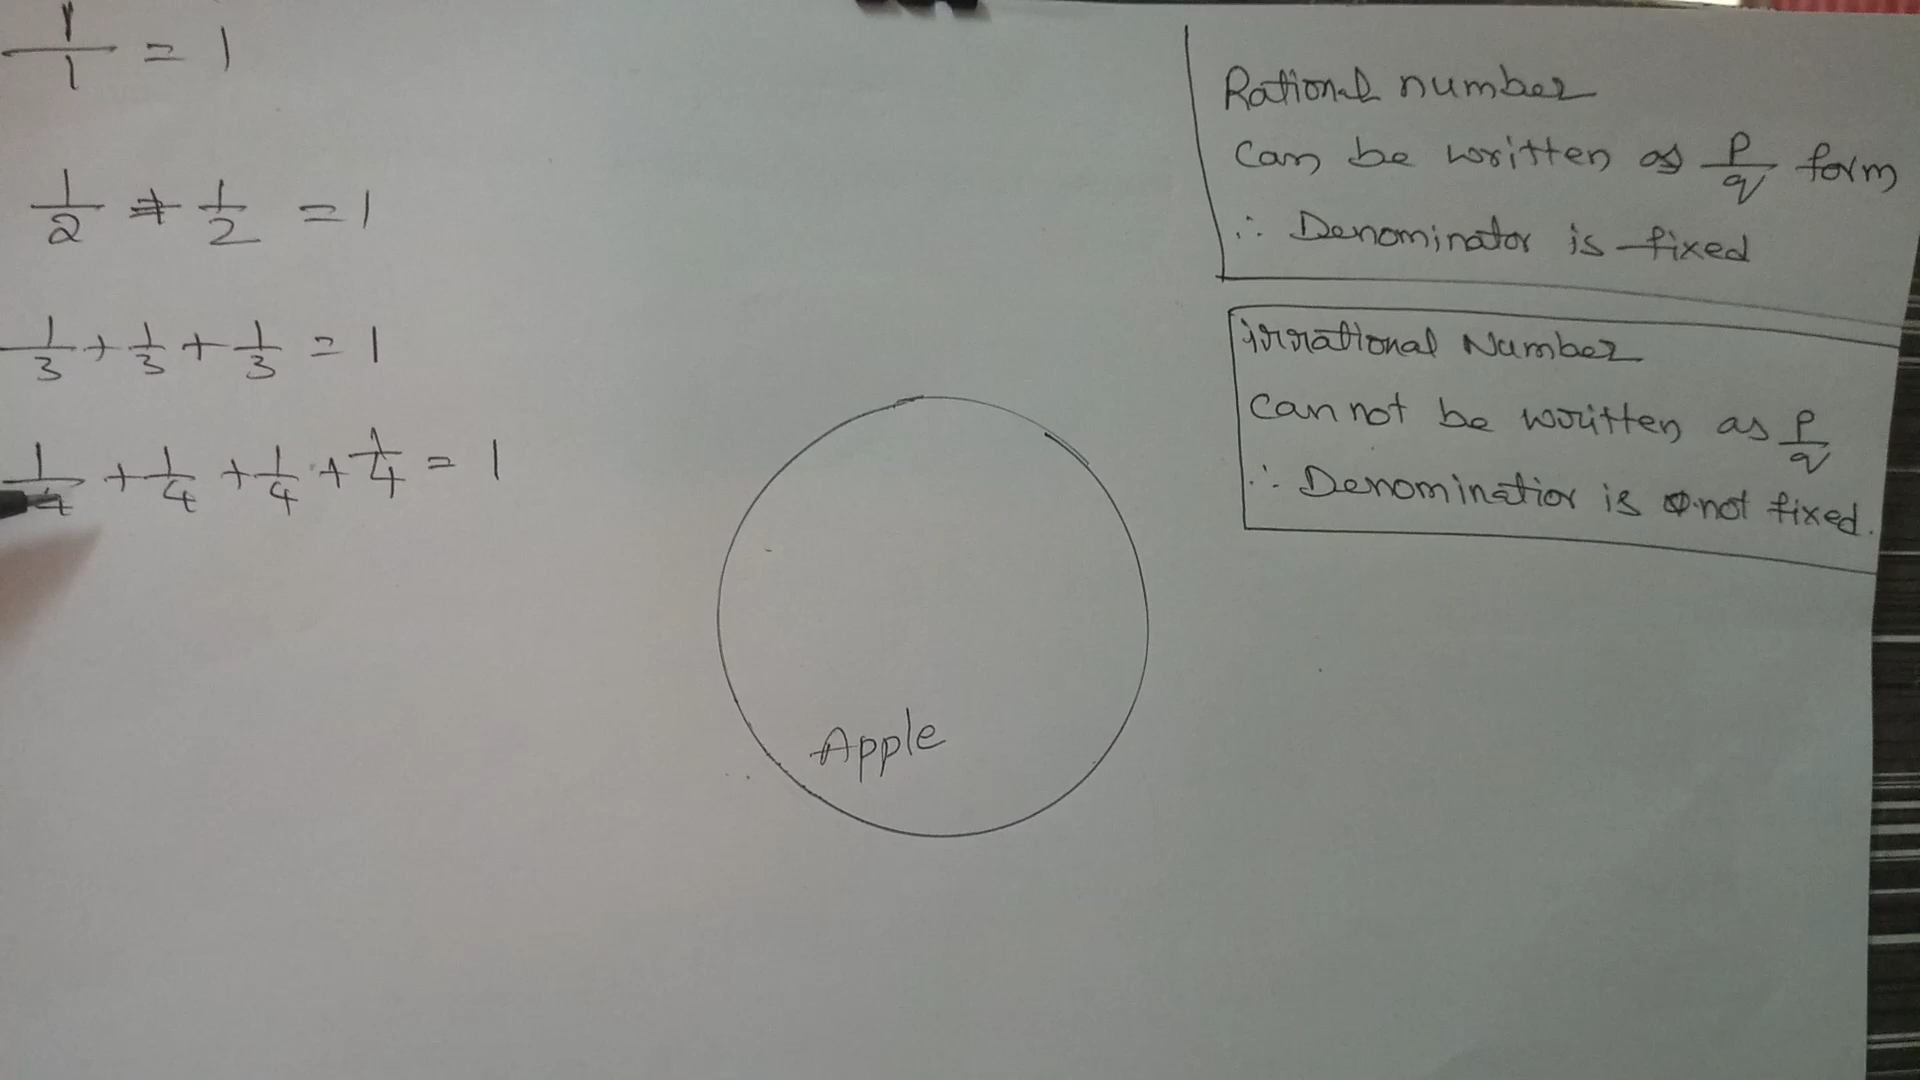 1/1 = 1
1/2 + 1/2 = 1
1/3 + 1/3 + 1/3 = 1
1/4 + 1/4 + 1/4 + 1/4 = 1
Apple
Rational number
can be written as p/q form
∴ Denominator is fixed
irrational Number
cannot be written as p/q
∴ Denominatior is not fixed.